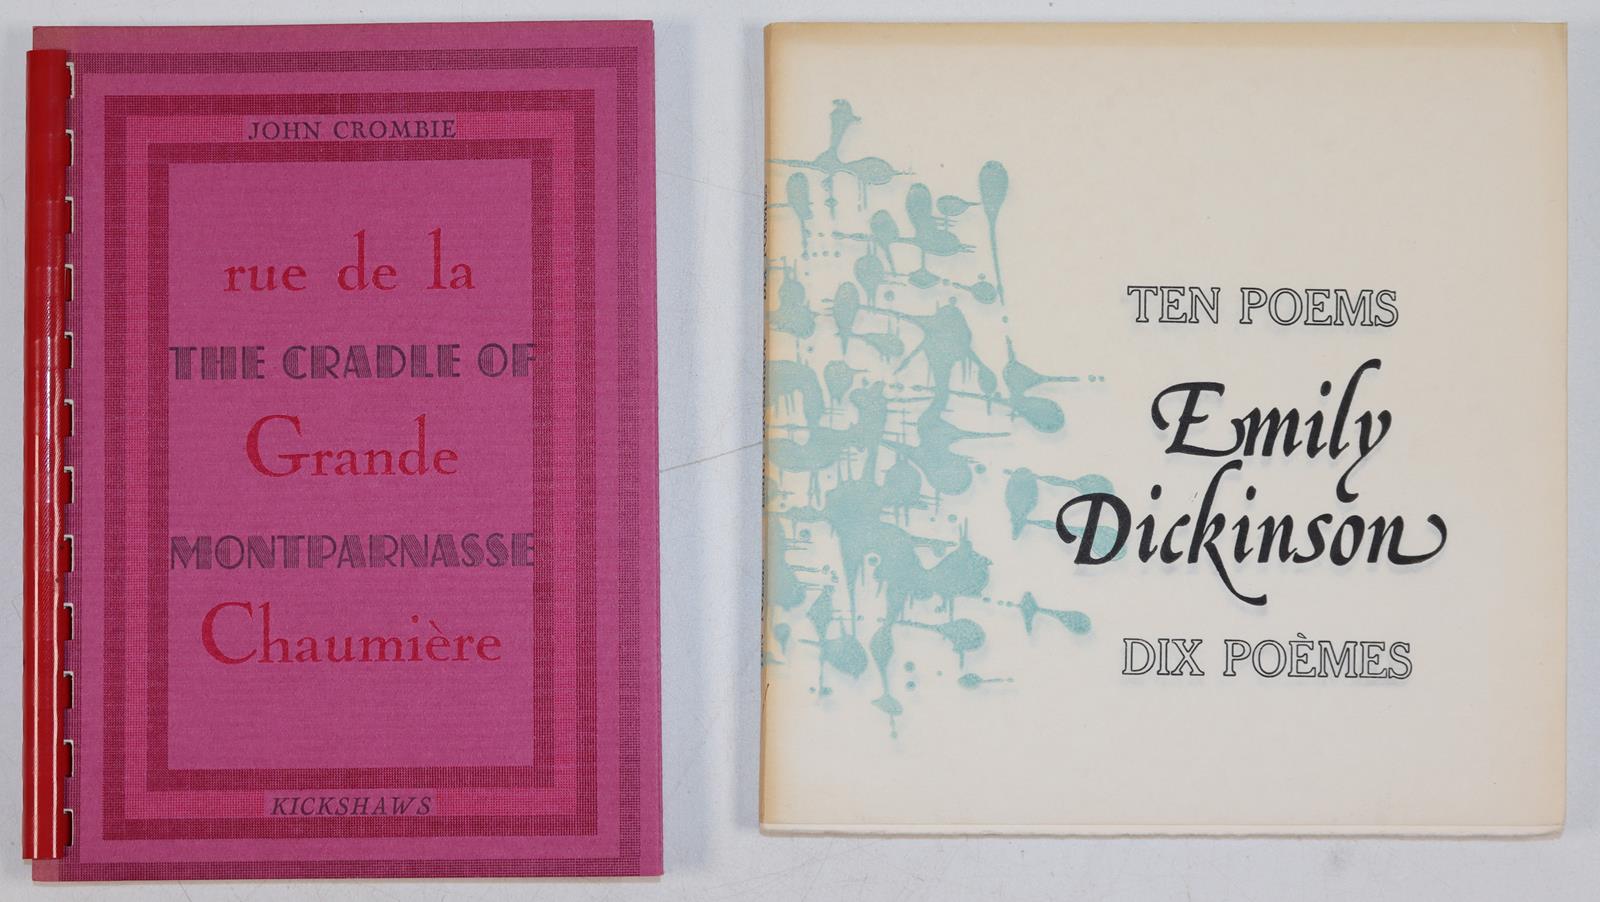 JOHN CROMBIE
rue de la
THE CRADLE OF
Grande
MONTPARNASSE
Chaumière
KICKSHAWS
TEN POEMS
Emily
Dickinson
DIX POÈMES